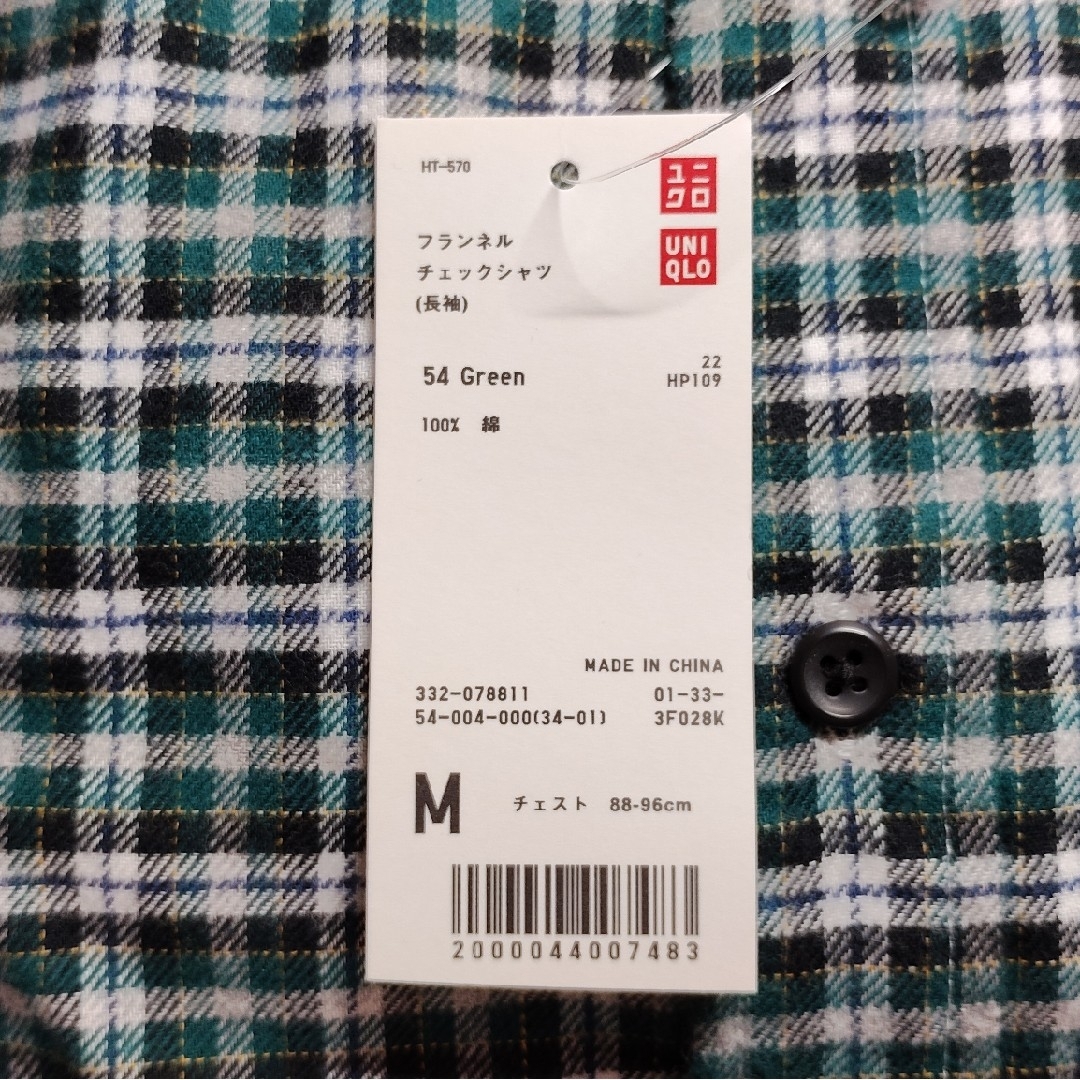 HT-570
ユニ
クロ
UNI
QLO
フランネル
チェックシャツ
(長袖)
54 Green
22
HP109
100% 綿
MADE IN CHINA
332-078811 01-33-
54-004-000(34-01) 3F028K
M チェスト 88-96cm
2000044007483